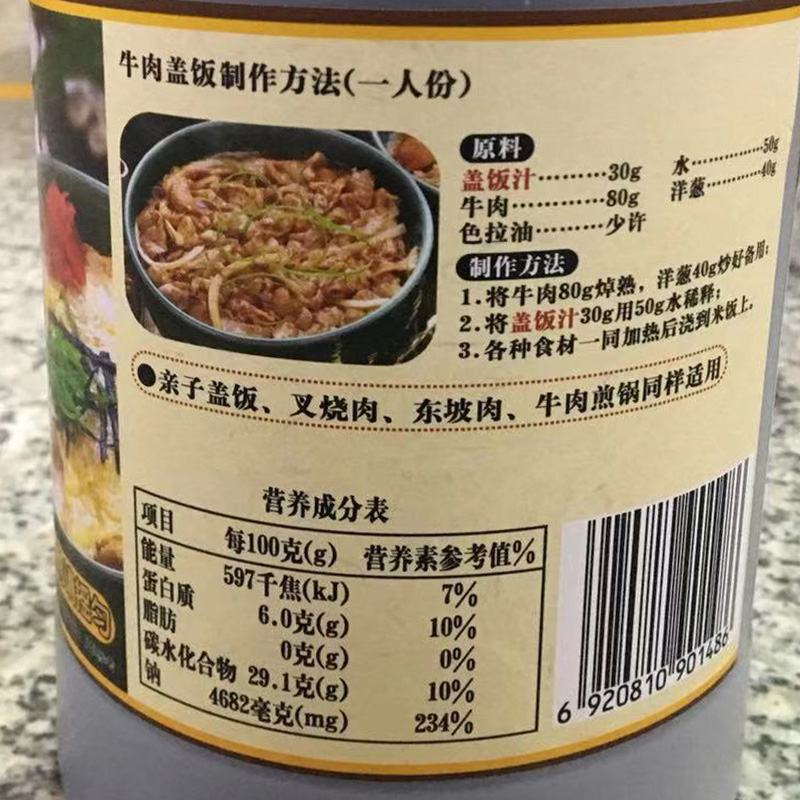 牛肉盖饭制作方法(一人份)
原料
盖饭汁………30g 水…………50g
牛肉…………80g 洋葱………40g
色拉油………少许
制作方法
1.将牛肉80g焯熟，洋葱40g炒好备用；
2.将盖饭汁30g用50g水稀释；
3.各种食材一同加热后浇到米饭上。
●亲子盖饭、叉烧肉、东坡肉、牛肉煎锅同样适用
营养成分表
项目 每100克(g) 营养素参考值%
能量 597千焦(kJ) 7%
蛋白质 6.0克(g) 10%
脂肪 0克(g) 0%
碳水化合物 29.1克(g) 10%
钠 4682毫克(mg) 234%
6 920810 901486
摇匀